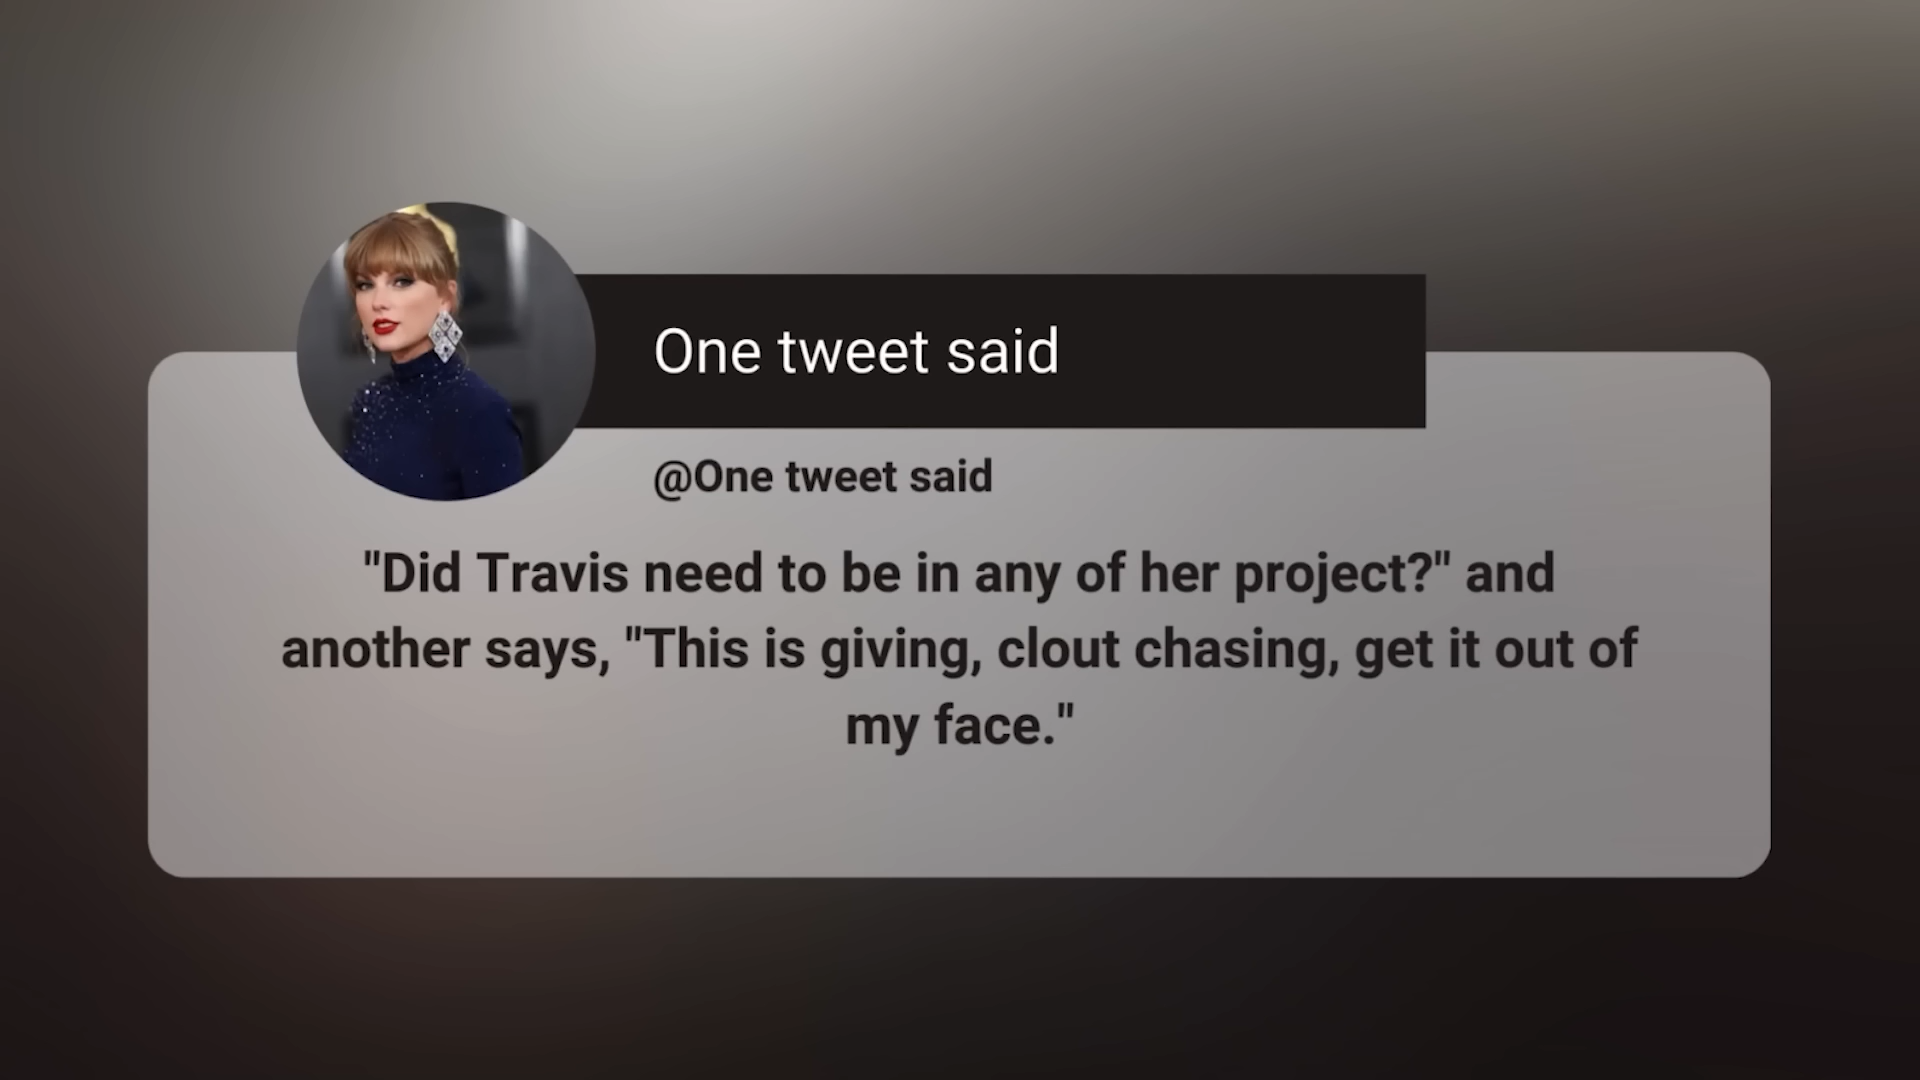 One tweet said
@One tweet said
"Did Travis need to be in any of her project?" and
another says, "This is giving, clout chasing, get it out of
my face."